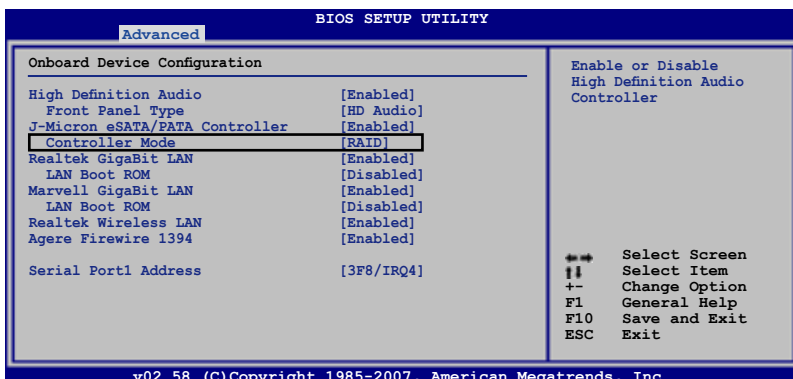 BIOS SETUP UTILITY
Advanced
Onboard Device Configuration
High Definition Audio [Enabled]
Front Panel Type [HD Audio]
J-Micron eSATA/PATA Controller [Enabled]
Controller Mode [RAID]
Realtek GigaBit LAN [Enabled]
LAN Boot ROM [Disabled]
Marvell GigaBit LAN [Enabled]
LAN Boot ROM [Disabled]
Realtek Wireless LAN [Enabled]
Agere Firewire 1394 [Enabled]
Serial Port1 Address [3F8/IRQ4]
Enable or Disable
High Definition Audio
Controller
←→ Select Screen
↑↓ Select Item
+- Change Option
F1 General Help
F10 Save and Exit
ESC Exit
v02.58 (C)Copyright 1985-2007, American Megatrends, Inc.